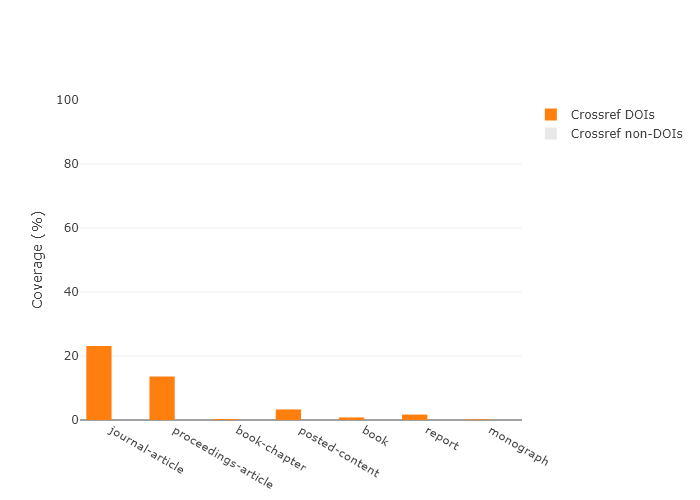 100
80
60
40
20
0
Coverage (%)
journal-article
proceedings-article
book-chapter
posted-content
book
report
monograph
Crossref DOIs
Crossref non-DOIs